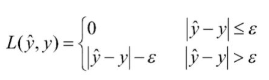 L(ŷ, y) = { 0  |ŷ − y| ≤ ε
|ŷ − y| − ε  |ŷ − y| > ε